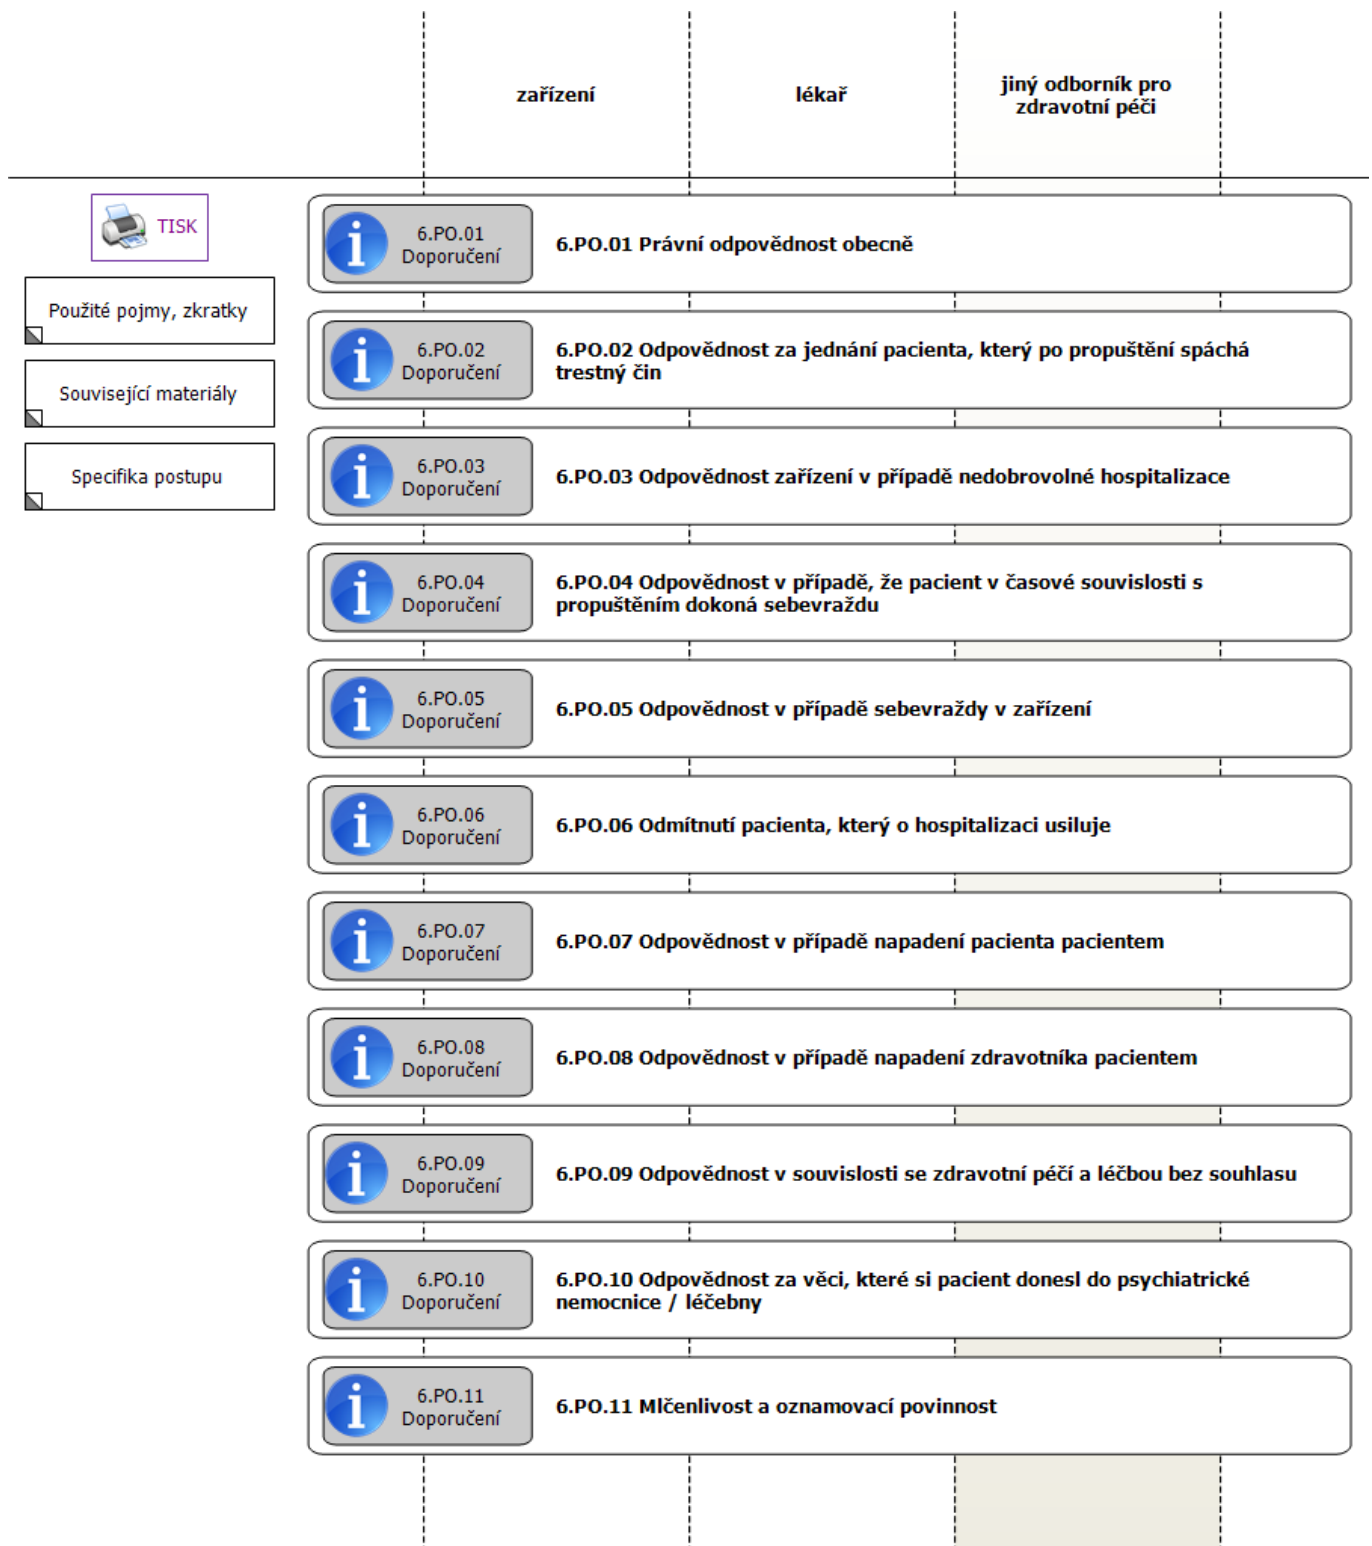 zařízení
lékař
jiný odborník pro
zdravotní péči
TISK
Použité pojmy, zkratky
Související materiály
Specifika postupu
6.PO.01
Doporučení
6.PO.01 Právní odpovědnost obecně
6.PO.02
Doporučení
6.PO.02 Odpovědnost za jednání pacienta, který po propuštění spáchá
trestný čin
6.PO.03
Doporučení
6.PO.03 Odpovědnost zařízení v případě nedobrovolné hospitalizace
6.PO.04
Doporučení
6.PO.04 Odpovědnost v případě, že pacient v časové souvislosti s
propuštěním dokoná sebevraždu
6.PO.05
Doporučení
6.PO.05 Odpovědnost v případě sebevraždy v zařízení
6.PO.06
Doporučení
6.PO.06 Odmítnutí pacienta, který o hospitalizaci usiluje
6.PO.07
Doporučení
6.PO.07 Odpovědnost v případě napadení pacienta pacientem
6.PO.08
Doporučení
6.PO.08 Odpovědnost v případě napadení zdravotníka pacientem
6.PO.09
Doporučení
6.PO.09 Odpovědnost v souvislosti se zdravotní péčí a léčbou bez souhlasu
6.PO.10
Doporučení
6.PO.10 Odpovědnost za věci, které si pacient donesl do psychiatrické
nemocnice / léčebny
6.PO.11
Doporučení
6.PO.11 Mlčenlivost a oznamovací povinnost